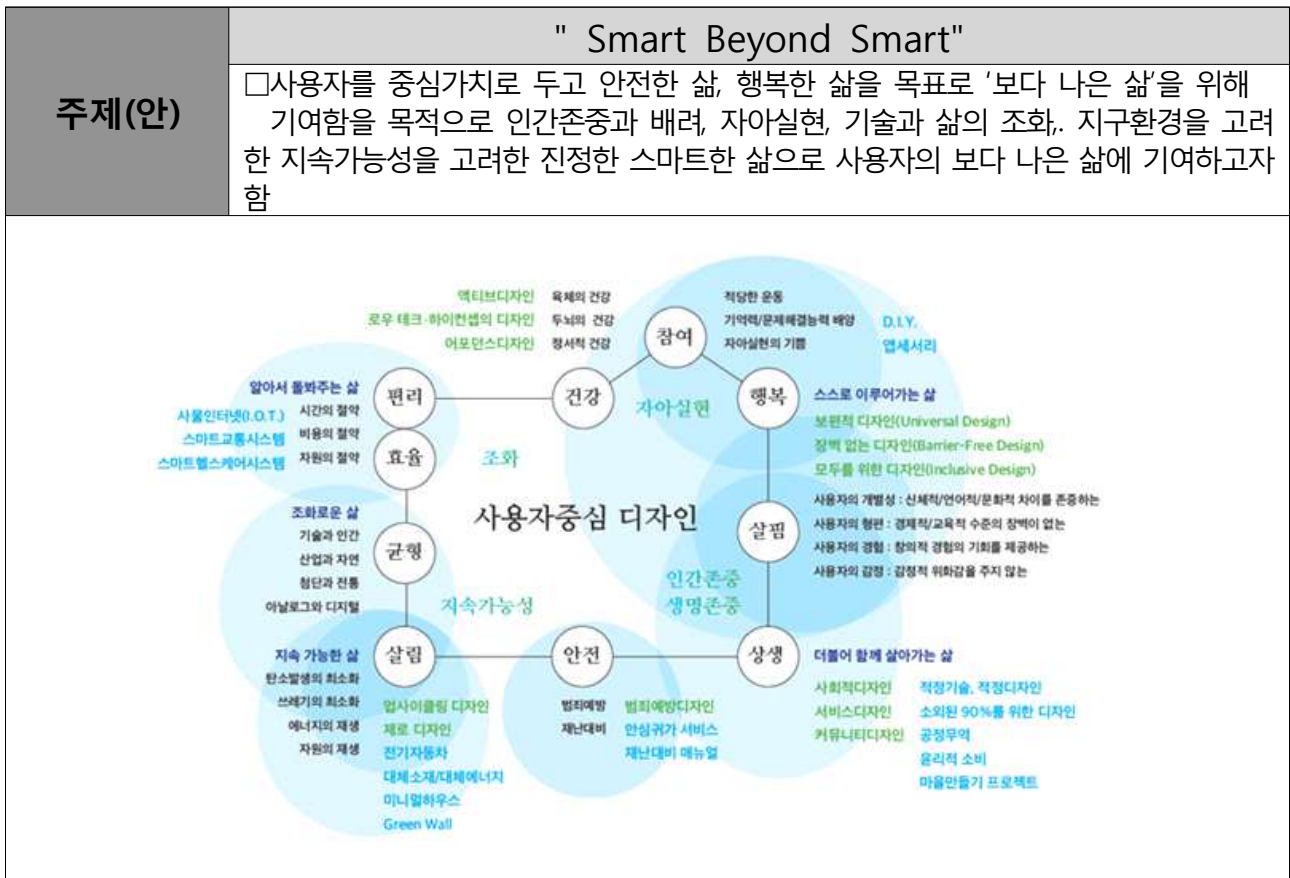 " Smart Beyond Smart"
주제(안)
□사용자를 중심가치로 두고 안전한 삶, 행복한 삶을 목표로 '보다 나은 삶'을 위해
기여함을 목적으로 인간존중과 배려, 자아실현, 기술과 삶의 조화,. 지구환경을 고려
한 지속가능성을 고려한 진정한 스마트한 삶으로 사용자의 보다 나은 삶에 기여하고자
함
액티브디자인 육체의 건강
로우 테크·하이컨셉의 디자인 두뇌의 건강
어포던스디자인 정서적 건강
참여
적당한 운동
기억력/문제해결능력 배양
자아실현의 기쁨
D.I.Y.
앱세서리
알아서 돌봐주는 삶
사물인터넷(I.O.T.) 시간의 절약
스마트교통시스템 비용의 절약
스마트헬스케어시스템 자원의 절약
편리
효율
건강
자아실현
행복
조화
스스로 이루어가는 삶
보편적 디자인(Universal Design)
장벽 없는 디자인(Barrier-Free Design)
모두를 위한 디자인(Inclusive Design)
사용자중심 디자인
살핌
사용자의 개별성 : 신체적/언어적/문화적 차이를 존중하는
사용자의 형편 : 경제적/교육적 수준의 장벽이 없는
사용자의 경험 : 창의적 경험의 기회를 제공하는
사용자의 감정 : 감정적 위화감을 주지 않는
조화로운 삶
기술과 인간
산업과 자연
첨단과 전통
아날로그와 디지털
균형
지속가능성
인간존중
생명존중
지속 가능한 삶
탄소발생의 최소화
쓰레기의 최소화
에너지의 재생
자원의 재생
살림
업사이클링 디자인
제로 디자인
전기자동차
대체소재/대체에너지
미니멀하우스
Green Wall
안전
범죄예방 범죄예방디자인
재난대비 안심귀가 서비스
재난대비 매뉴얼
상생
더불어 함께 살아가는 삶
사회적디자인 적정기술, 적정디자인
서비스디자인 소외된 90%를 위한 디자인
커뮤니티디자인 공정무역
윤리적 소비
마을만들기 프로젝트